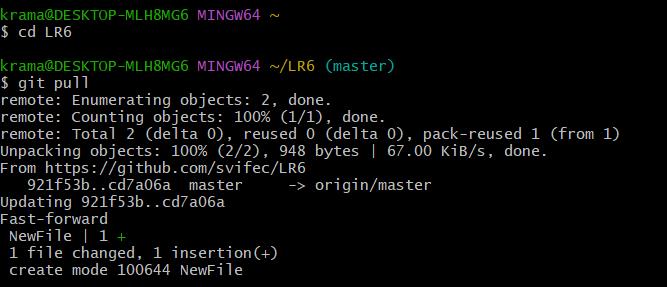 krama@DESKTOP-MLH8MG6 MINGW64 ~
$ cd LR6
krama@DESKTOP-MLH8MG6 MINGW64 ~/LR6 (master)
$ git pull
remote: Enumerating objects: 2, done.
remote: Counting objects: 100% (1/1), done.
remote: Total 2 (delta 0), reused 0 (delta 0), pack-reused 1 (from 1)
Unpacking objects: 100% (2/2), 948 bytes | 67.00 KiB/s, done.
From https://github.com/svifec/LR6
   921f53b..cd7a06a  master     -> origin/master
Updating 921f53b..cd7a06a
Fast-forward
 NewFile | 1 +
 1 file changed, 1 insertion(+)
 create mode 100644 NewFile